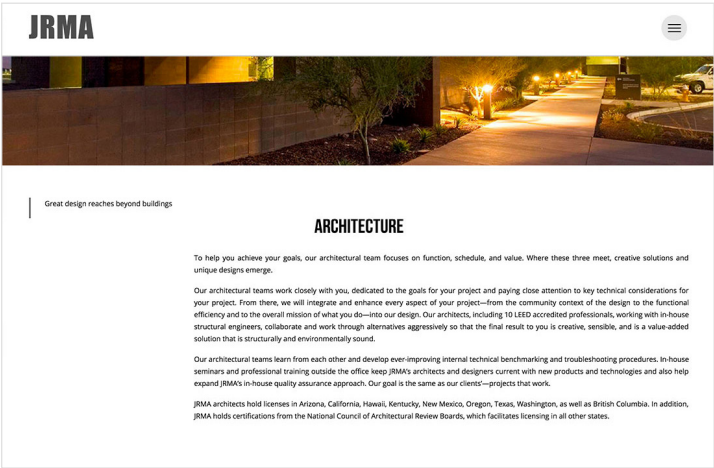 JRMA
Great design reaches beyond buildings
ARCHITECTURE
To help you achieve your goals, our architectural team focuses on function, schedule, and value. Where these three meet, creative solutions and
unique designs emerge.
Our architectural teams work closely with you, dedicated to the goals for your project and paying close attention to key technical considerations for
your project. From there, we will integrate and enhance every aspect of your project—from the community context of the design to the functional
efficiency and to the overall mission of what you do—into our design. Our architects, including 10 LEED accredited professionals, working with in-house
structural engineers, collaborate and work through alternatives aggressively so that the final result to you is creative, sensible, and is a value-added
solution that is structurally and environmentally sound.
Our architectural teams learn from each other and develop ever-improving internal technical benchmarking and troubleshooting procedures. In-house
seminars and professional training outside the office keep JRMA's architects and designers current with new products and technologies and also help
expand JRMA's in-house quality assurance approach. Our goal is the same as our clients'—projects that work.
JRMA architects hold licenses in Arizona, California, Hawaii, Kentucky, New Mexico, Oregon, Texas, Washington, as well as British Columbia. In addition,
JRMA holds certifications from the National Council of Architectural Review Boards, which facilitates licensing in all other states.